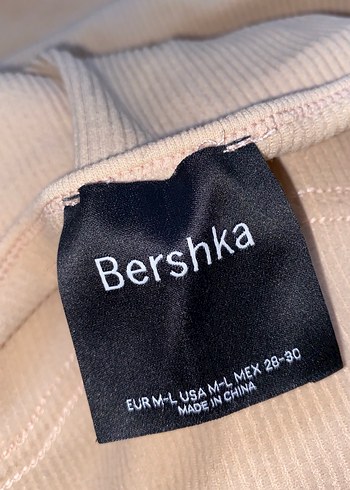 Bershka
EUR M-L USA M-L MEX 28-30
MADE IN CHINA